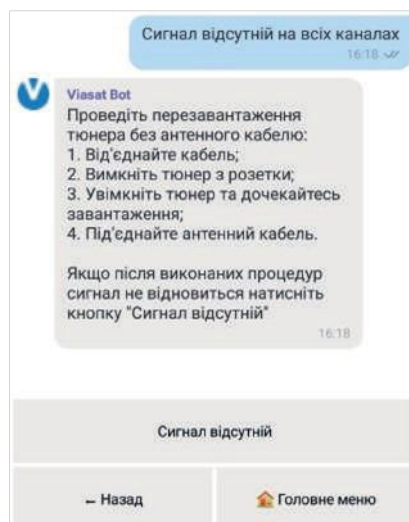 Сигнал відсутній на всіх каналах
16:18
Viasat Bot
Проведіть перезавантаження
тюнера без антенного кабелю:
1. Від'єднайте кабель;
2. Вимкніть тюнер з розетки;
3. Увімкніть тюнер та дочекайтесь
завантаження;
4. Під'єднайте антенний кабель.
Якщо після виконаних процедур
сигнал не відновиться натисніть
кнопку "Сигнал відсутній"
16:18
Сигнал відсутній
← Назад
🏠 Головне меню